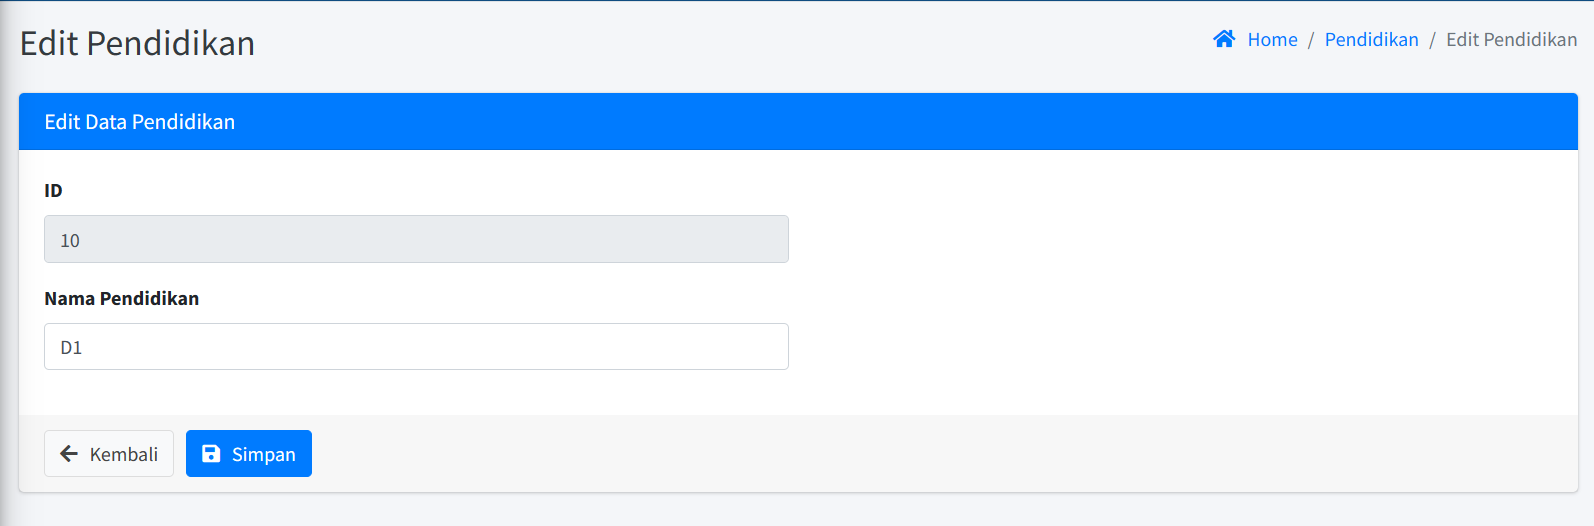 Edit Pendidikan
Home / Pendidikan / Edit Pendidikan
Edit Data Pendidikan
ID
10
Nama Pendidikan
D1
Kembali
Simpan